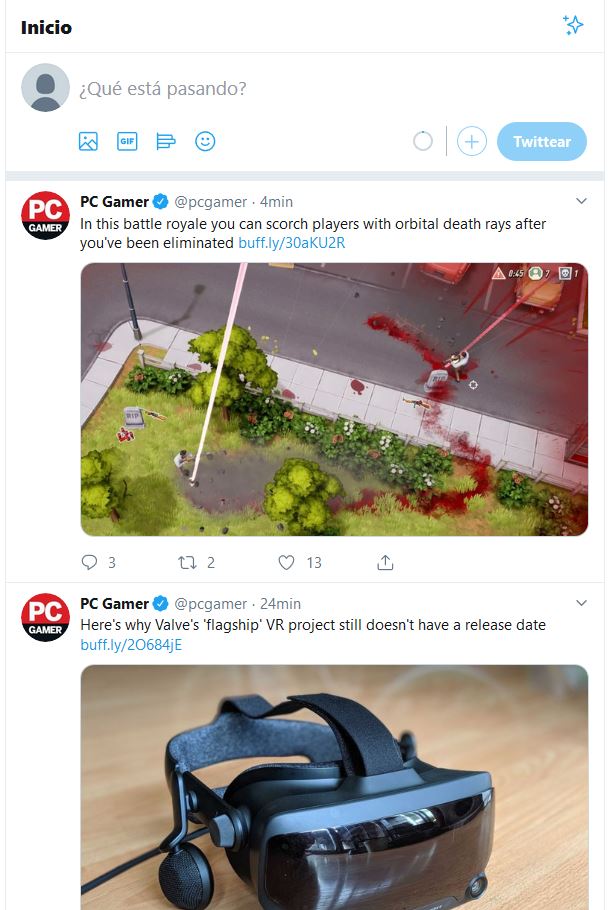 Inicio
¿Qué está pasando?
GIF
Twittear
PC Gamer @pcgamer · 4min
PC
GAMER
In this battle royale you can scorch players with orbital death rays after
you've been eliminated buff.ly/30aKU2R
0:45 7 1
RIP
RIP
3 2 13
PC Gamer @pcgamer · 24min
PC
GAMER
Here's why Valve's 'flagship' VR project still doesn't have a release date
buff.ly/2O684jE